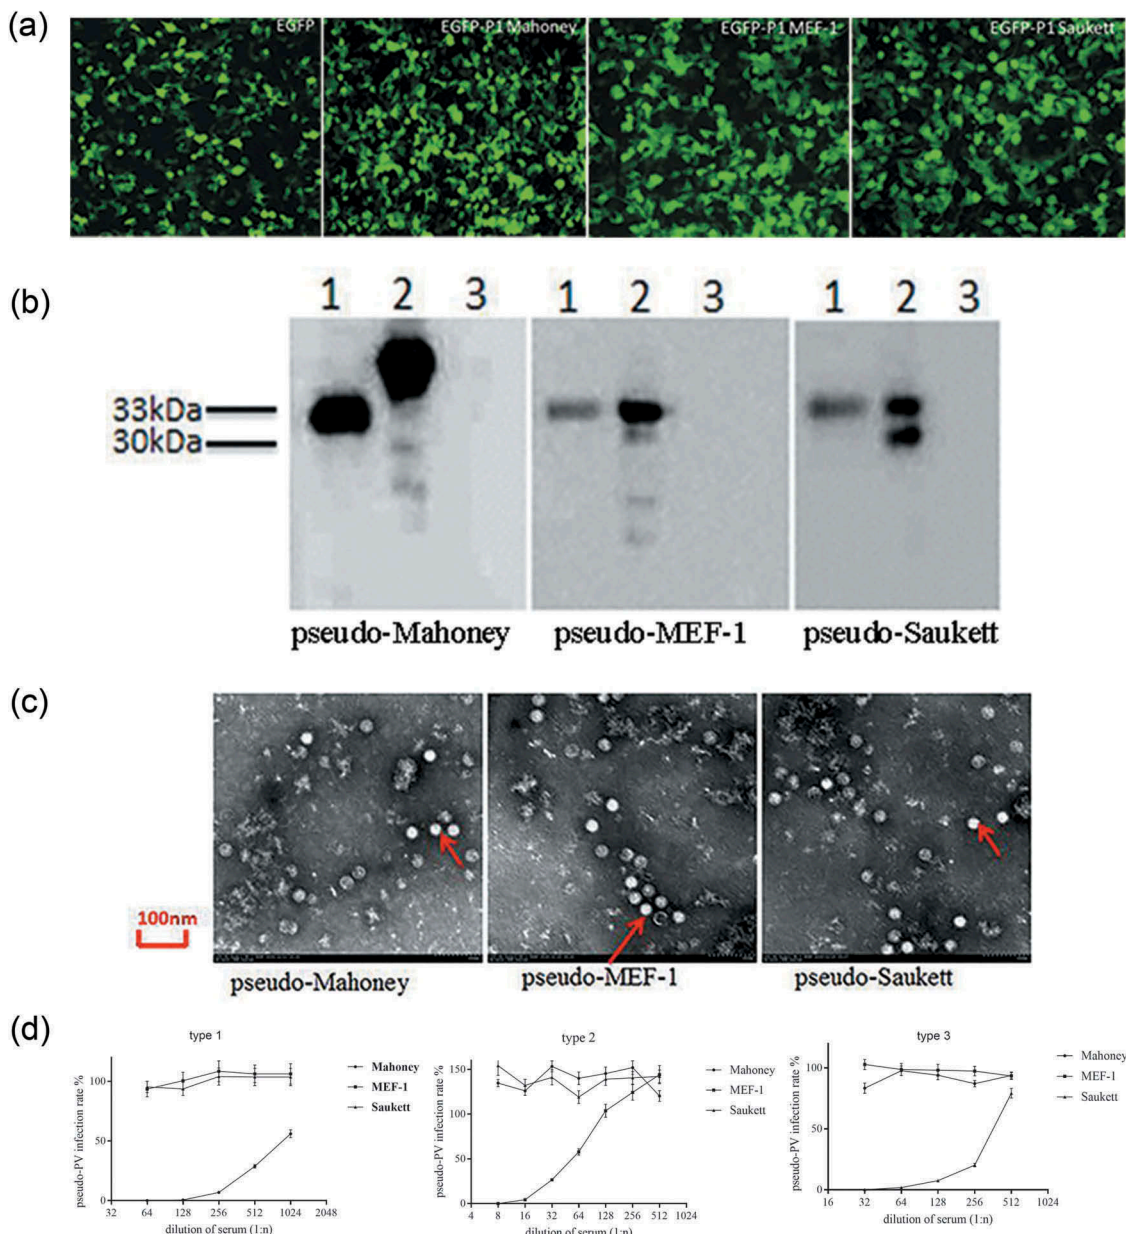 (a)
EGFP
EGFP-P1 Mahoney
EGFP-P1 MEF-1
EGFP-P1 Saukett
(b)
1 2 3
1 2 3
1 2 3
33kDa
30kDa
pseudo-Mahoney
pseudo-MEF-1
pseudo-Saukett
(c)
100nm
pseudo-Mahoney
pseudo-MEF-1
pseudo-Saukett
(d)
type 1
pseudo-PV infection rate %
100
50
0
32 64 128 256 512 1024 2048
dilution of serum (1:n)
Mahoney
MEF-1
Saukett
type 2
pseudo-PV infection rate %
150
100
50
0
4 8 16 32 64 128 256 512 1024
dilution of serum (1:n)
Mahoney
MEF-1
Saukett
type 3
pseudo-PV infection rate %
100
50
0
16 32 64 128 256 512 1024
dilution of serum (1:n)
Mahoney
MEF-1
Saukett